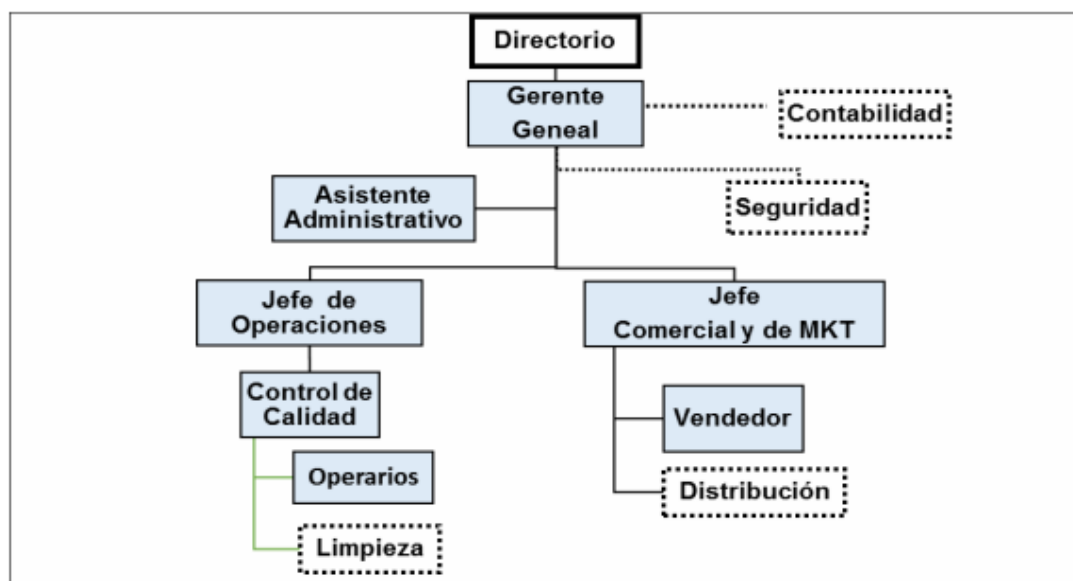 Directorio
Gerente
Geneal
Contabilidad
Asistente
Administrativo
Seguridad
Jefe de
Operaciones
Jefe
Comercial y de MKT
Control de
Calidad
Vendedor
Operarios
Distribución
Limpieza